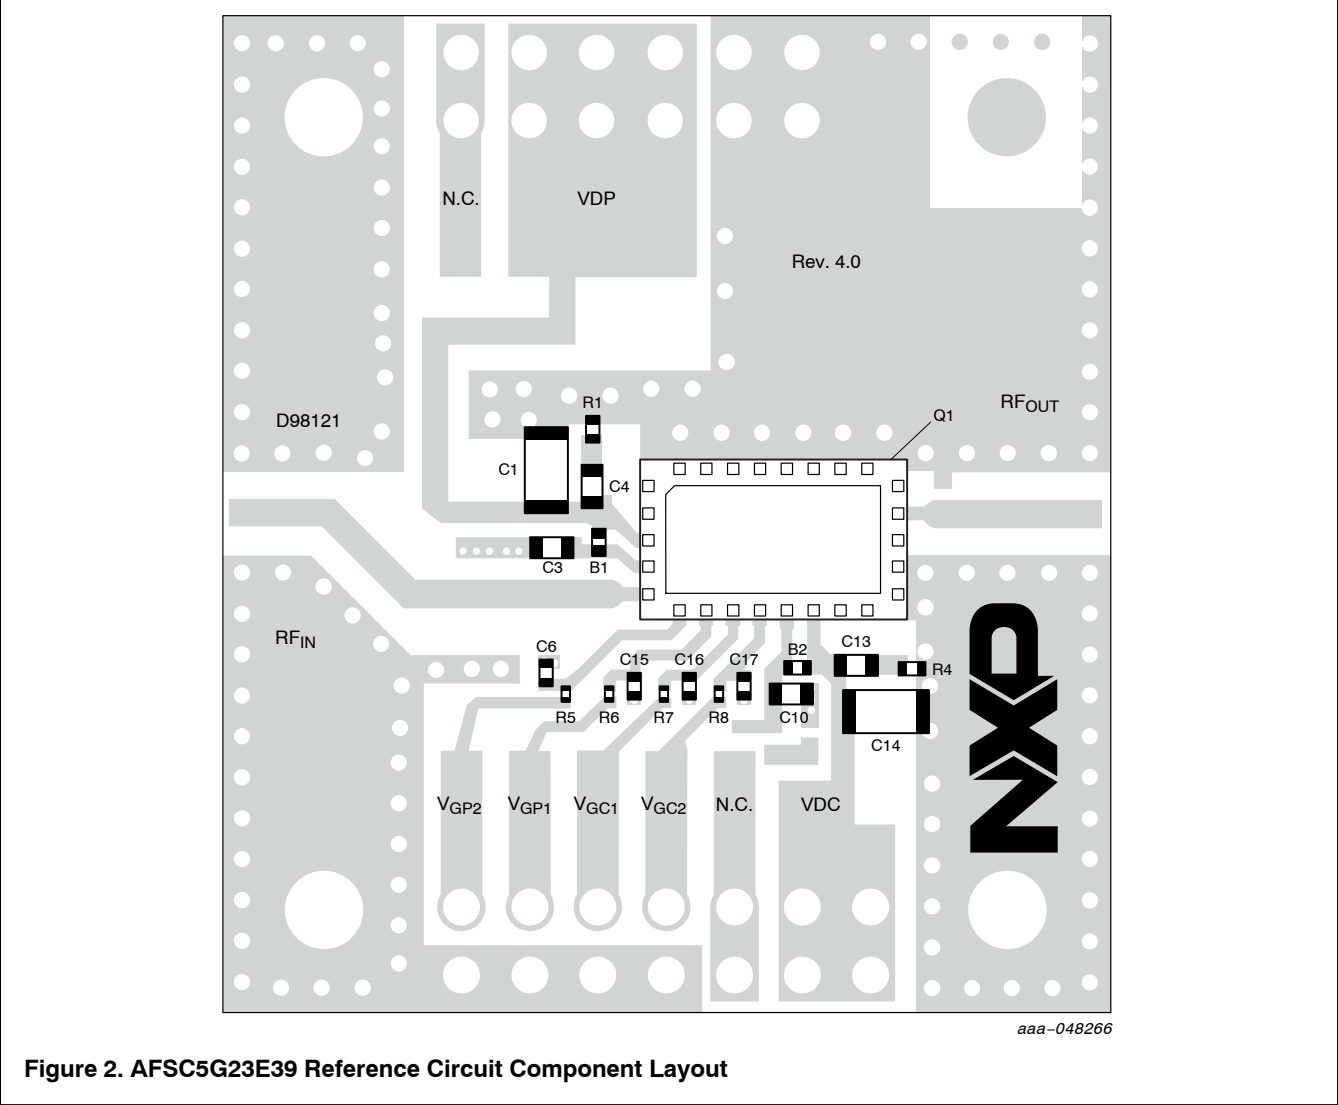 N.C. VDP
Rev. 4.0
D98121
R1
RFOUT
Q1
C1
C4
C3 B1
RFIN
C6
C15 C16 C17
B2
C13
R4
R5 R6 R7 R8
C10
C14
NXP
VGP2 VGP1 VGC1 VGC2 N.C. VDC
aaa–048266
Figure 2. AFSC5G23E39 Reference Circuit Component Layout